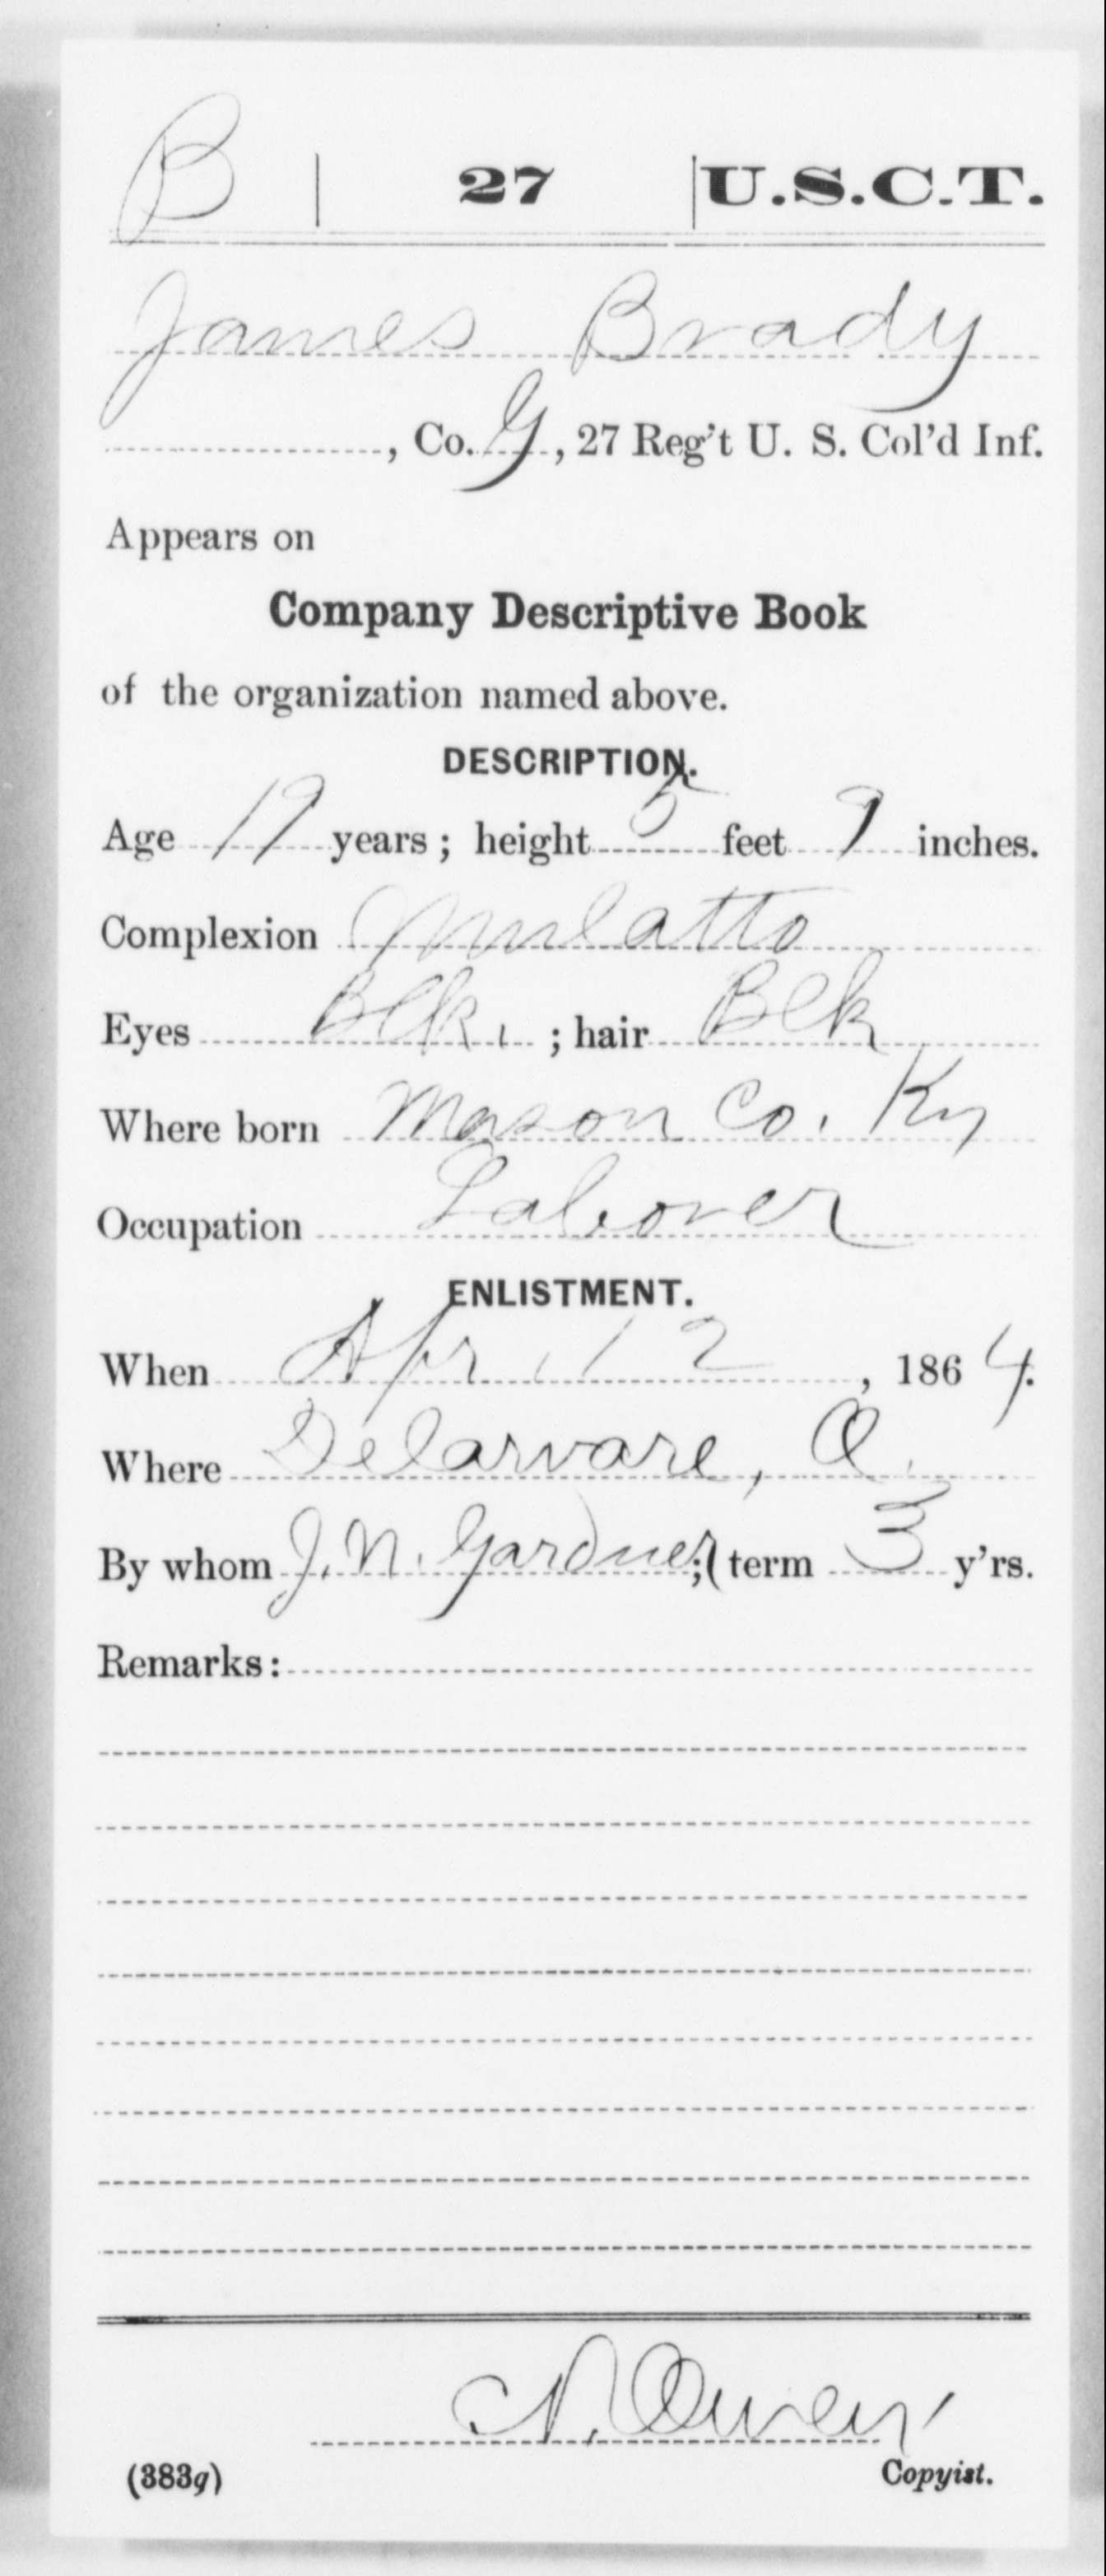 B | 27 | U.S.C.T.
James Brady
, Co. G, 27 Reg't U. S. Col'd Inf.
Appears on
Company Descriptive Book
of the organization named above.
DESCRIPTION.
Age 19 years; height 5 feet 9 inches.
Complexion Mulatto
Eyes Blk. ; hair Blk
Where born Mason Co. Ky
Occupation Laborer
ENLISTMENT.
When Apr. 12, 1864.
Where Delaware, O.
By whom J. N. Gardner; term 3 y'rs.
Remarks:
N. Owen
(383g) Copyist.